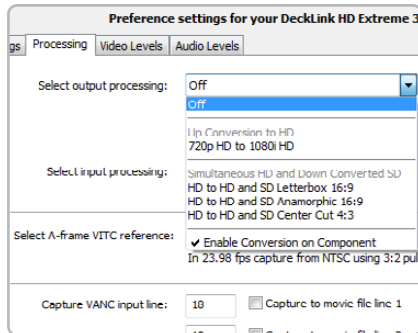 Preference settings for your DeckLink HD Extreme 3
gs Processing Video Levels Audio Levels
Select output processing: Off
Off
Up Conversion to HD
720p HD to 1080i HD
Select input processing:
Simultaneous HD and Down Converted SD
HD to HD and SD Letterbox 16:9
HD to HD and SD Anamorphic 16:9
HD to HD and SD Center Cut 4:3
Select A-frame VITC reference:
✔ Enable Conversion on Component
In 23.98 fps capture from NTSC using 3:2 pul
Capture VANC input line: 18 Capture to movie file line 1